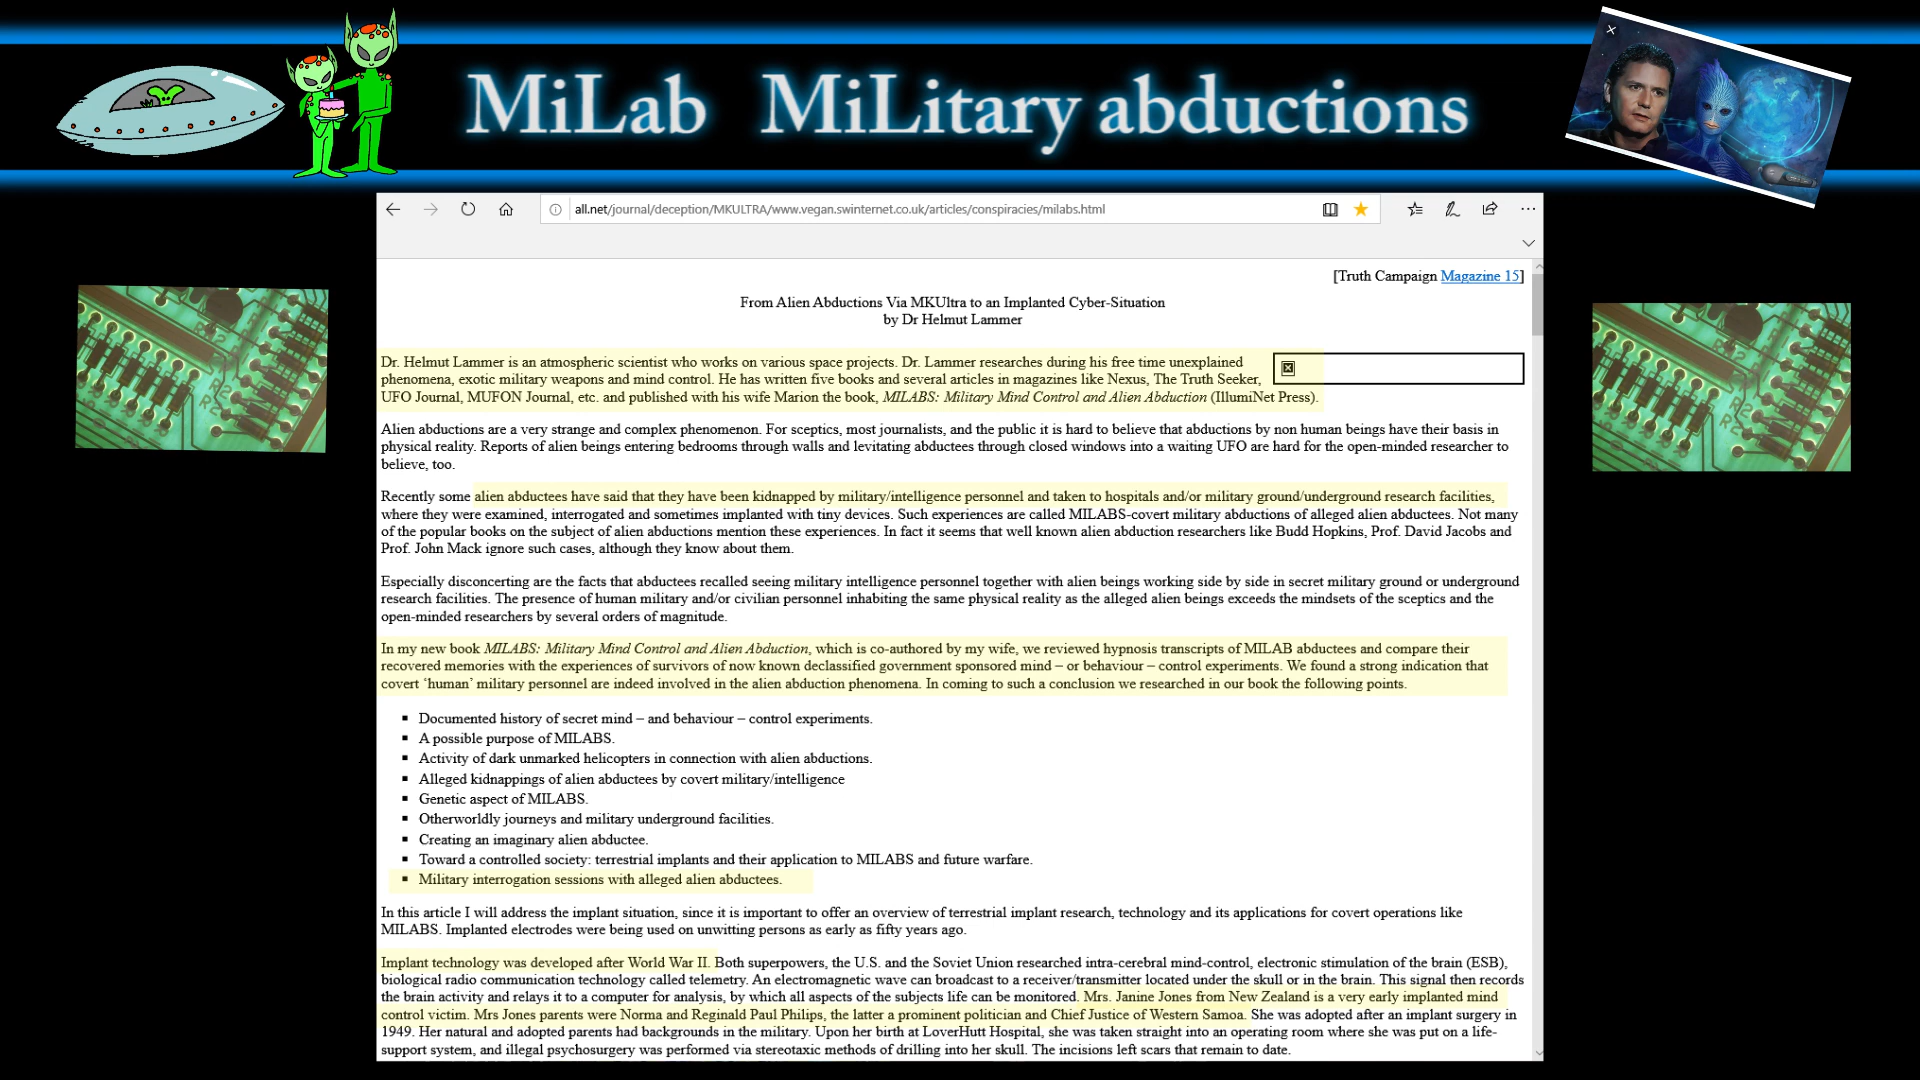 MiLab MiLitary abductions
all.net/journal/deception/MKULTRA/www.vegan.swinternet.co.uk/articles/conspiracies/milabs.html
[Truth Campaign Magazine 15]
From Alien Abductions Via MKUltra to an Implanted Cyber-Situation
by Dr Helmut Lammer
Dr. Helmut Lammer is an atmospheric scientist who works on various space projects. Dr. Lammer researches during his free time unexplained
phenomena, exotic military weapons and mind control. He has written five books and several articles in magazines like Nexus, The Truth Seeker,
UFO Journal, MUFON Journal, etc. and published with his wife Marion the book, MILABS: Military Mind Control and Alien Abduction (IllumiNet Press).
Alien abductions are a very strange and complex phenomenon. For sceptics, most journalists, and the public it is hard to believe that abductions by non human beings have their basis in
physical reality. Reports of alien beings entering bedrooms through walls and levitating abductees through closed windows into a waiting UFO are hard for the open-minded researcher to
believe, too.
Recently some alien abductees have said that they have been kidnapped by military/intelligence personnel and taken to hospitals and/or military ground/underground research facilities,
where they were examined, interrogated and sometimes implanted with tiny devices. Such experiences are called MILABS-covert military abductions of alleged alien abductees. Not many
of the popular books on the subject of alien abductions mention these experiences. In fact it seems that well known alien abduction researchers like Budd Hopkins, Prof. David Jacobs and
Prof. John Mack ignore such cases, although they know about them.
Especially disconcerting are the facts that abductees recalled seeing military intelligence personnel together with alien beings working side by side in secret military ground or underground
research facilities. The presence of human military and/or civilian personnel inhabiting the same physical reality as the alleged alien beings exceeds the mindsets of the sceptics and the
open-minded researchers by several orders of magnitude.
In my new book MILABS: Military Mind Control and Alien Abduction, which is co-authored by my wife, we reviewed hypnosis transcripts of MILAB abductees and compare their
recovered memories with the experiences of survivors of now known declassified government sponsored mind – or behaviour – control experiments. We found a strong indication that
covert ‘human’ military personnel are indeed involved in the alien abduction phenomena. In coming to such a conclusion we researched in our book the following points.
▪ Documented history of secret mind – and behaviour – control experiments.
▪ A possible purpose of MILABS.
▪ Activity of dark unmarked helicopters in connection with alien abductions.
▪ Alleged kidnappings of alien abductees by covert military/intelligence
▪ Genetic aspect of MILABS.
▪ Otherworldly journeys and military underground facilities.
▪ Creating an imaginary alien abductee.
▪ Toward a controlled society: terrestrial implants and their application to MILABS and future warfare.
▪ Military interrogation sessions with alleged alien abductees.
In this article I will address the implant situation, since it is important to offer an overview of terrestrial implant research, technology and its applications for covert operations like
MILABS. Implanted electrodes were being used on unwitting persons as early as fifty years ago.
Implant technology was developed after World War II. Both superpowers, the U.S. and the Soviet Union researched intra-cerebral mind-control, electronic stimulation of the brain (ESB),
biological radio communication technology called telemetry. An electromagnetic wave can broadcast to a receiver/transmitter located under the skull or in the brain. This signal then records
the brain activity and relays it to a computer for analysis, by which all aspects of the subjects life can be monitored. Mrs. Janine Jones from New Zealand is a very early implanted mind
control victim. Mrs Jones parents were Norma and Reginald Paul Philips, the latter a prominent politician and Chief Justice of Western Samoa. She was adopted after an implant surgery in
1949. Her natural and adopted parents had backgrounds in the military. Upon her birth at LoverHutt Hospital, she was taken straight into an operating room where she was put on a life-
support system, and illegal psychosurgery was performed via stereotaxic methods of drilling into her skull. The incisions left scars that remain to date.